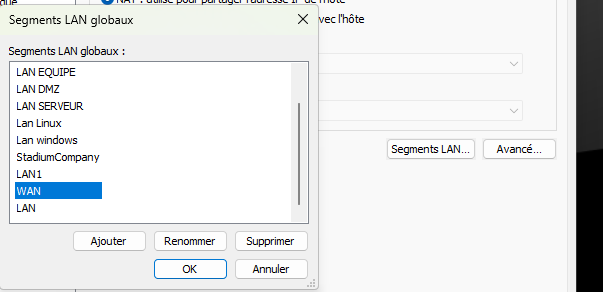 que
NAT : utilisé pour partager l'adresse IP de l'hôte
Segments LAN globaux
vec l'hôte
Segments LAN globaux :
LAN EQUIPE
LAN DMZ
LAN SERVEUR
Lan Linux
Lan windows
StadiumCompany
LAN1
WAN
LAN
Segments LAN...
Avancé...
Ajouter
Renommer
Supprimer
OK
Annuler